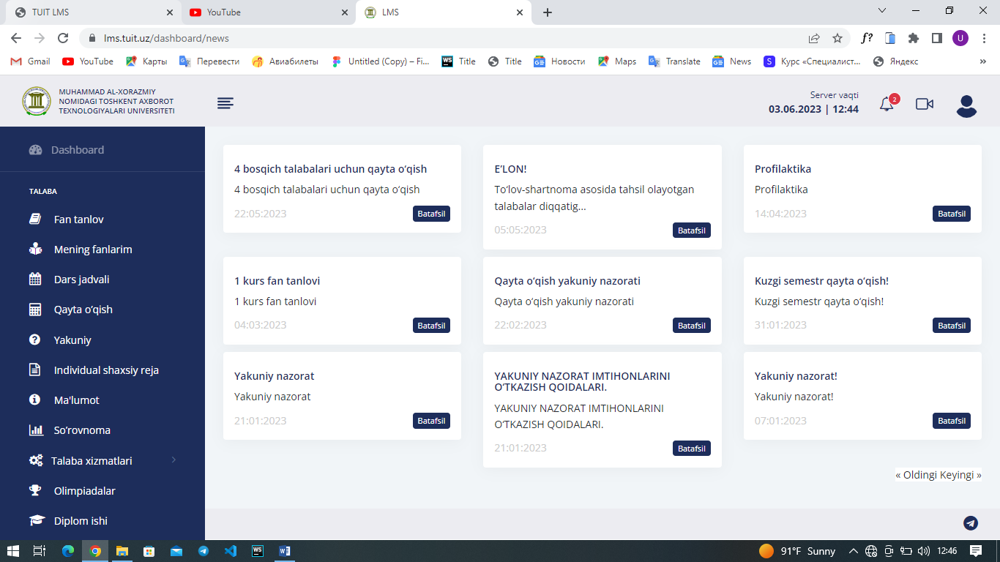 TUIT LMS
YouTube
LMS
lms.tuit.uz/dashboard/news
f?
U
Gmail
YouTube
Карты
Перевести
Авиабилеты
Untitled (Copy) – Fi...
WS
Title
Title
Новости
Maps
Translate
News
S
Курс «Специалист...
Яндекс
»
MUHAMMAD AL-XORAZMIY
NOMIDAGI TOSHKENT AXBOROT
TEXNOLOGIYALARI UNIVERSITETI
Server vaqti
03.06.2023 | 12:44
2
Dashboard
TALABA
Fan tanlov
Mening fanlarim
Dars jadvali
Qayta o‘qish
Yakuniy
Individual shaxsiy reja
Ma'lumot
So‘rovnoma
Talaba xizmatlari
Olimpiadalar
Diplom ishi
4 bosqich talabalari uchun qayta o‘qish
4 bosqich talabalari uchun qayta o‘qish
22:05:2023
Batafsil
E'LON!
To‘lov-shartnoma asosida tahsil olayotgan
talabalar diqqatig...
05:05:2023
Batafsil
Profilaktika
Profilaktika
14:04:2023
Batafsil
1 kurs fan tanlovi
1 kurs fan tanlovi
04:03:2023
Batafsil
Qayta o‘qish yakuniy nazorati
Qayta o‘qish yakuniy nazorati
22:02:2023
Batafsil
Kuzgi semestr qayta o‘qish!
Kuzgi semestr qayta o‘qish!
31:01:2023
Batafsil
Yakuniy nazorat
Yakuniy nazorat
21:01:2023
Batafsil
YAKUNIY NAZORAT IMTIHONLARINI
O‘TKAZISH QOIDALARI.
YAKUNIY NAZORAT IMTIHONLARINI
O‘TKAZISH QOIDALARI.
21:01:2023
Batafsil
Yakuniy nazorat!
Yakuniy nazorat!
07:01:2023
Batafsil
« Oldingi Keyingi »
WS
91°F Sunny
12:46